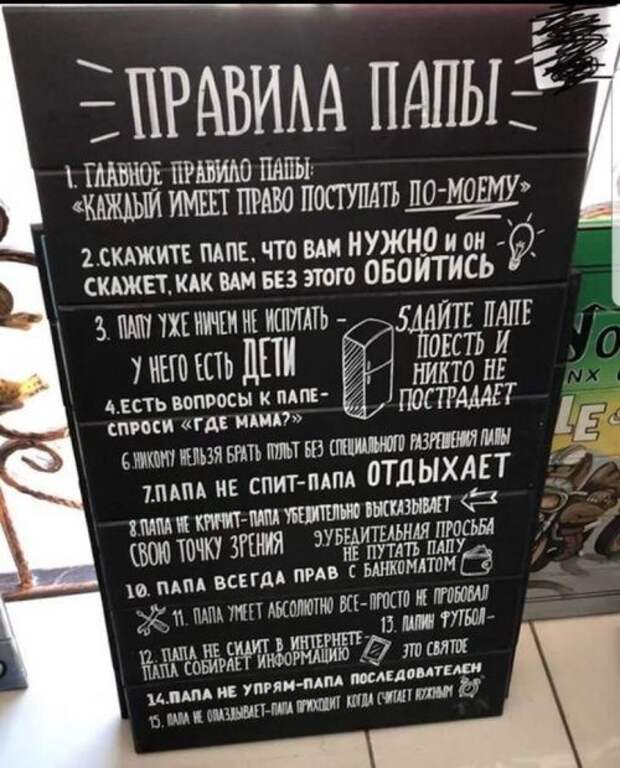 ПРАВИЛА ПАПЫ
1. ГЛАВНОЕ ПРАВИЛО ПАПЫ:
«КАЖДЫЙ ИМЕЕТ ПРАВО ПОСТУПАТЬ ПО-МОЕМУ»
2.СКАЖИТЕ ПАПЕ, ЧТО ВАМ НУЖНО И ОН -
СКАЖЕТ, КАК ВАМ БЕЗ ЭТОГО ОБОЙТИСЬ
3. ПАПУ УЖЕ НИЧЕМ НЕ ИСПУГАТЬ -
У НЕГО ЕСТЬ ДЕТИ
4.ЕСТЬ ВОПРОСЫ К ПАПЕ-
СПРОСИ «ГДЕ МАМА?»
5.ДАЙТЕ ПАПЕ
ПОЕСТЬ И
НИКТО НЕ
ПОСТРАДАЕТ
6.НИКОМУ НЕЛЬЗЯ БРАТЬ ПУЛЬТ БЕЗ СПЕЦИАЛЬНОГО РАЗРЕШЕНИЯ ПАПЫ
7.ПАПА НЕ СПИТ-ПАПА ОТДЫХАЕТ
8.ПАПА НЕ КРИЧИТ-ПАПА УБЕДИТЕЛЬНО ВЫСКАЗЫВАЕТ
СВОЮ ТОЧКУ ЗРЕНИЯ
9.УБЕДИТЕЛЬНАЯ ПРОСЬБА
НЕ ПУТАТЬ ПАПУ
С БАНКОМАТОМ
10. ПАПА ВСЕГДА ПРАВ
11. ПАПА УМЕЕТ АБСОЛЮТНО ВСЕ-ПРОСТО НЕ ПРОБОВАЛ
12. ПАПА НЕ СИДИТ В ИНТЕРНЕТЕ-
ПАПА СОБИРАЕТ ИНФОРМАЦИЮ
13. ПАПИН ФУТБОЛ-
ЭТО СВЯТОЕ
14.ПАПА НЕ УПРЯМ-ПАПА ПОСЛЕДОВАТЕЛЕН
15. ПАПА НЕ ОПАЗДЫВАЕТ-ПАПА ПРИХОДИТ КОГДА СЧИТАЕТ НУЖНЫМ